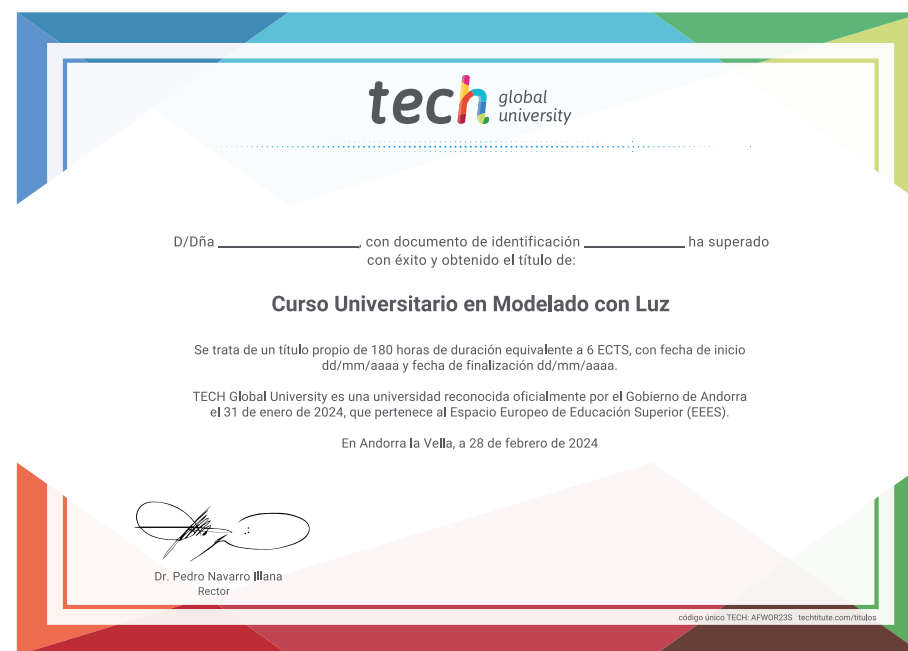 tech global university
D/Dña ____________, con documento de identificación ____________ ha superado
con éxito y obtenido el título de:
Curso Universitario en Modelado con Luz
Se trata de un título propio de 180 horas de duración equivalente a 6 ECTS, con fecha de inicio
dd/mm/aaaa y fecha de finalización dd/mm/aaaa.
TECH Global University es una universidad reconocida oficialmente por el Gobierno de Andorra
el 31 de enero de 2024, que pertenece al Espacio Europeo de Educación Superior (EEES).
En Andorra la Vella, a 28 de febrero de 2024
Dr. Pedro Navarro Illana
Rector
código único TECH: AFWOR23S techtitute.com/titulos